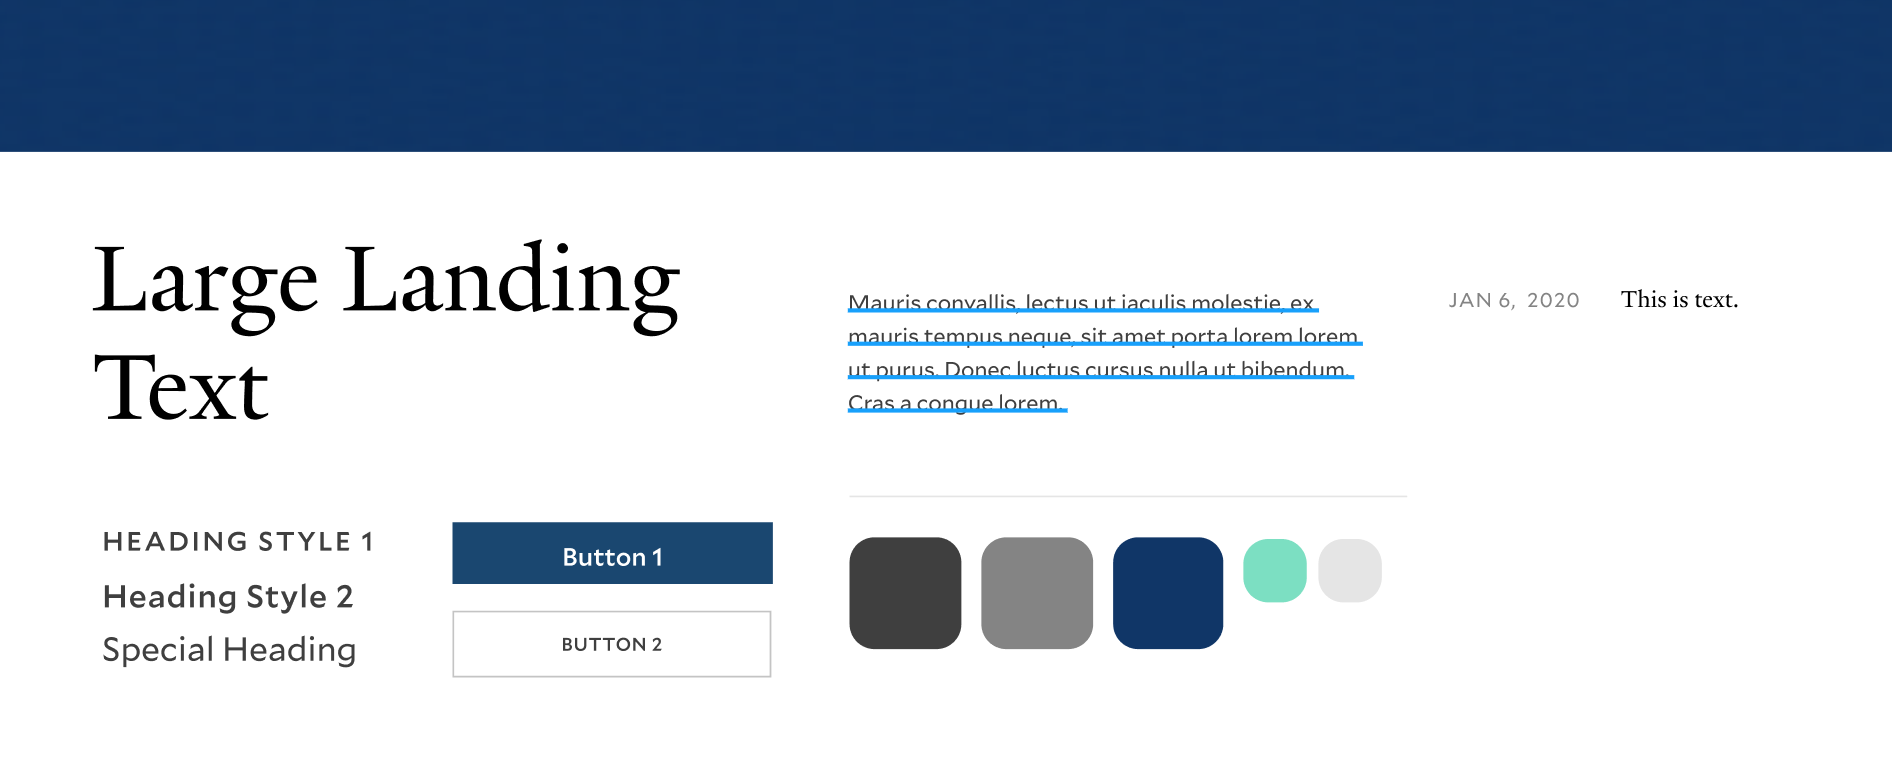 Large Landing
Text
Mauris convallis, lectus ut iaculis molestie, ex
mauris tempus neque, sit amet porta lorem lorem
ut purus. Donec luctus cursus nulla ut bibendum.
Cras a congue lorem.
JAN 6, 2020
This is text.
HEADING STYLE 1
Heading Style 2
Special Heading
Button 1
BUTTON 2